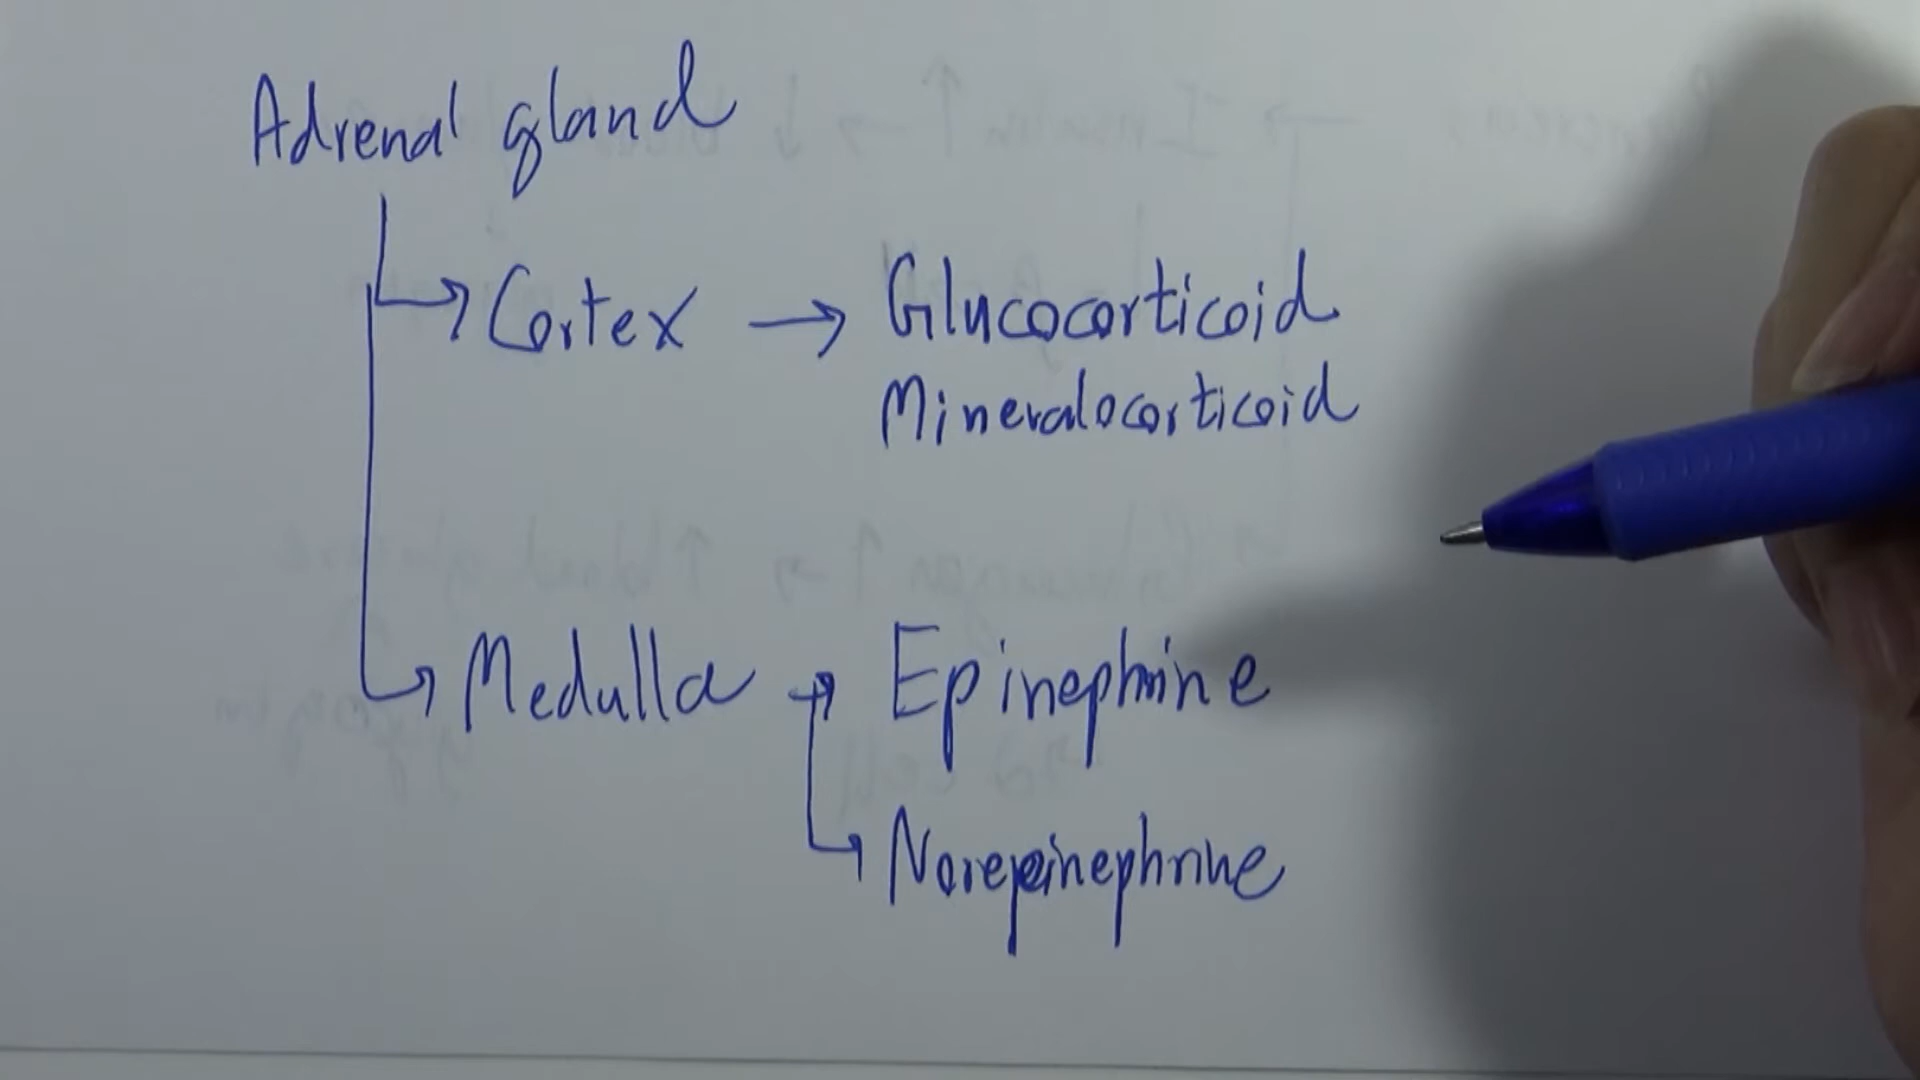 Adrenal gland
Cortex → Glucocorticoid
Mineralocorticoid
Medulla → Epinephrine
Norepinephrine